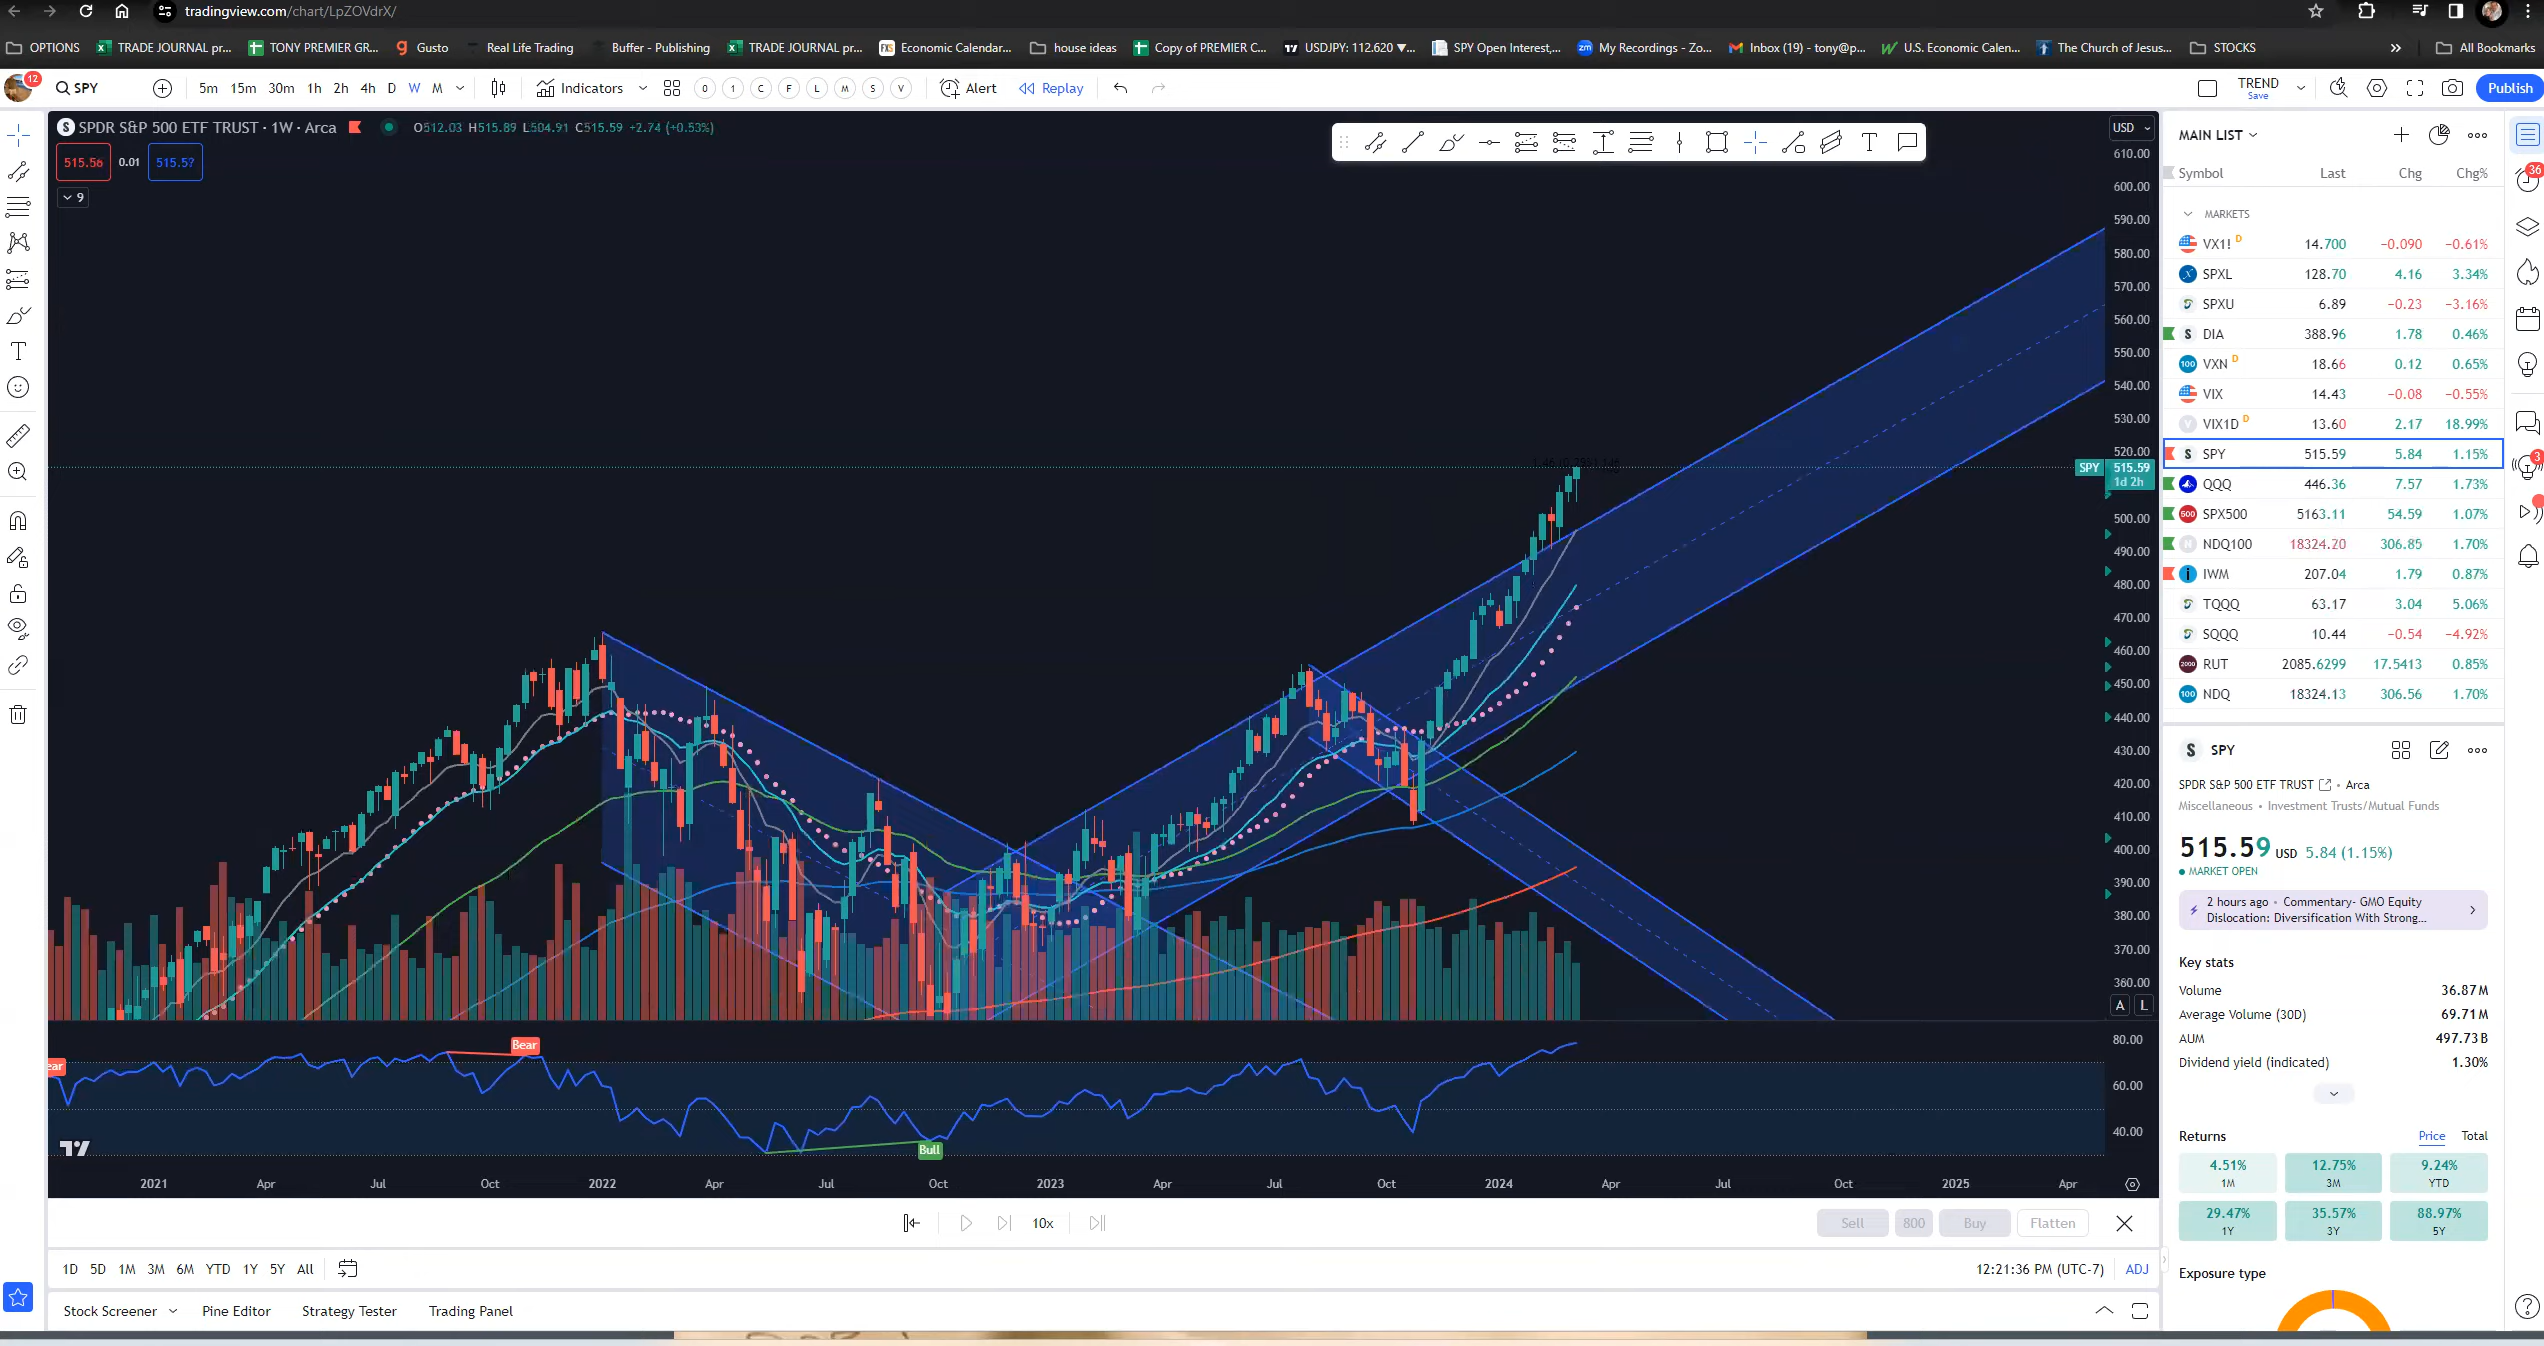 tradingview.com/chart/LpZOVdrX/
OPTIONS TRADE JOURNAL pr... TONY PREMIER GR... Gusto Real Life Trading Buffer - Publishing TRADE JOURNAL pr... Economic Calendar... house ideas Copy of PREMIER C... USDJPY: 112.620 ▼... SPY Open Interest,... My Recordings - Zo... Inbox (19) - tony@p... U.S. Economic Calen... The Church of Jesus... STOCKS » All Bookmarks
12 SPY 5m 15m 30m 1h 2h 4h D W M Indicators 0 1 C F L M S V Alert Replay TREND Save Publish
SPDR S&P 500 ETF TRUST · 1W · Arca O512.03 H515.89 L504.91 C515.59 +2.74 (+0.53%)
515.56 0.01 515.57
9
USD
610.00
600.00
590.00
580.00
570.00
560.00
550.00
540.00
530.00
520.00
SPY 515.59
1d 2h
500.00
490.00
480.00
470.00
460.00
450.00
440.00
430.00
420.00
410.00
400.00
390.00
380.00
370.00
360.00
A L
80.00
60.00
40.00
ear
Bear
Bull
2021 Apr Jul Oct 2022 Apr Jul Oct 2023 Apr Jul Oct 2024 Apr Jul Oct 2025 Apr
10x Sell 800 Buy Flatten
1D 5D 1M 3M 6M YTD 1Y 5Y All 12:21:36 PM (UTC-7) ADJ
Stock Screener Pine Editor Strategy Tester Trading Panel
MAIN LIST
Symbol Last Chg Chg%
MARKETS
VX1! D 14.700 −0.090 −0.61%
SPXL 128.70 4.16 3.34%
SPXU 6.89 −0.23 −3.16%
DIA 388.96 1.78 0.46%
VXN D 18.66 0.12 0.65%
VIX 14.43 −0.08 −0.55%
VIX1D D 13.60 2.17 18.99%
SPY 515.59 5.84 1.15%
QQQ 446.36 7.57 1.73%
SPX500 5163.11 54.59 1.07%
NDQ100 18324.20 306.85 1.70%
IWM 207.04 1.79 0.87%
TQQQ 63.17 3.04 5.06%
SQQQ 10.44 −0.54 −4.92%
RUT 2085.6299 17.5413 0.85%
NDQ 18324.13 306.56 1.70%
SPY
SPDR S&P 500 ETF TRUST • Arca
Miscellaneous • Investment Trusts/Mutual Funds
515.59 USD 5.84 (1.15%)
MARKET OPEN
2 hours ago • Commentary- GMO Equity
Dislocation: Diversification With Strong...
Key stats
Volume 36.87M
Average Volume (30D) 69.71M
AUM 497.73B
Dividend yield (indicated) 1.30%
Returns Price Total
4.51% 12.75% 9.24%
1M 3M YTD
29.47% 35.57% 88.97%
1Y 3Y 5Y
Exposure type
36
3